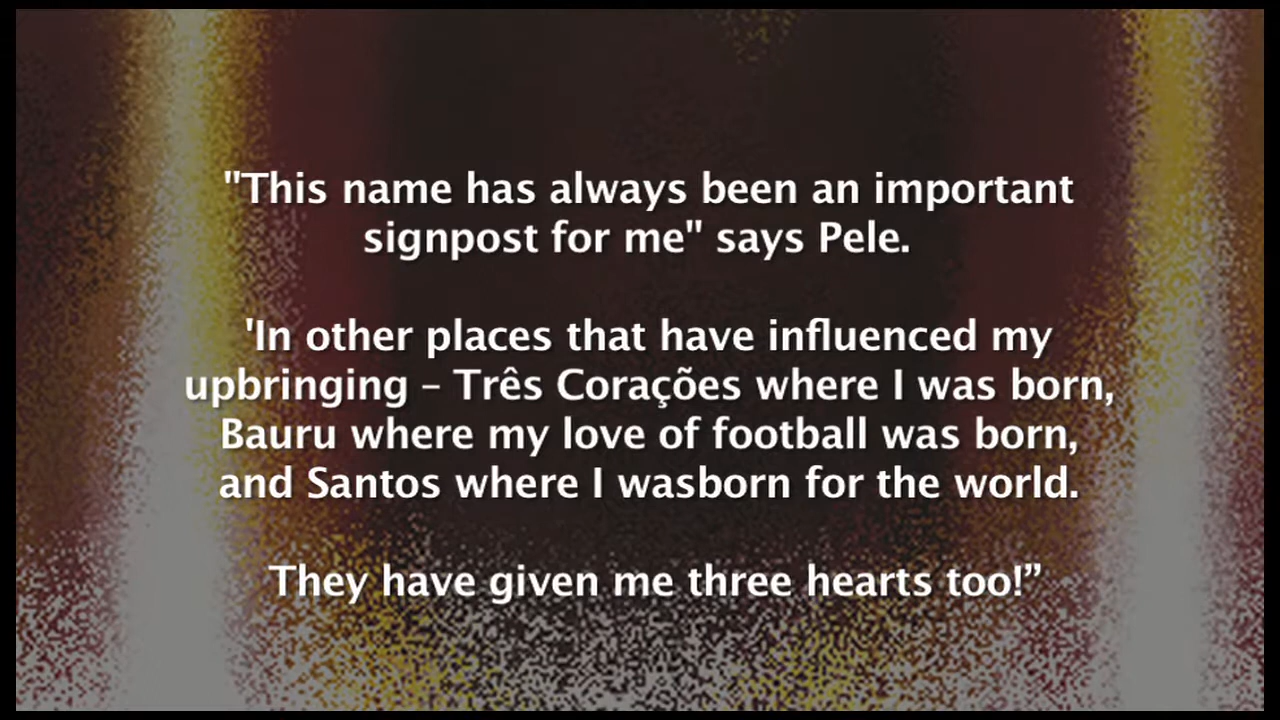 "This name has always been an important
signpost for me" says Pele.
'In other places that have influenced my
upbringing – Três Corações where I was born,
Bauru where my love of football was born,
and Santos where I wasborn for the world.
They have given me three hearts too!”